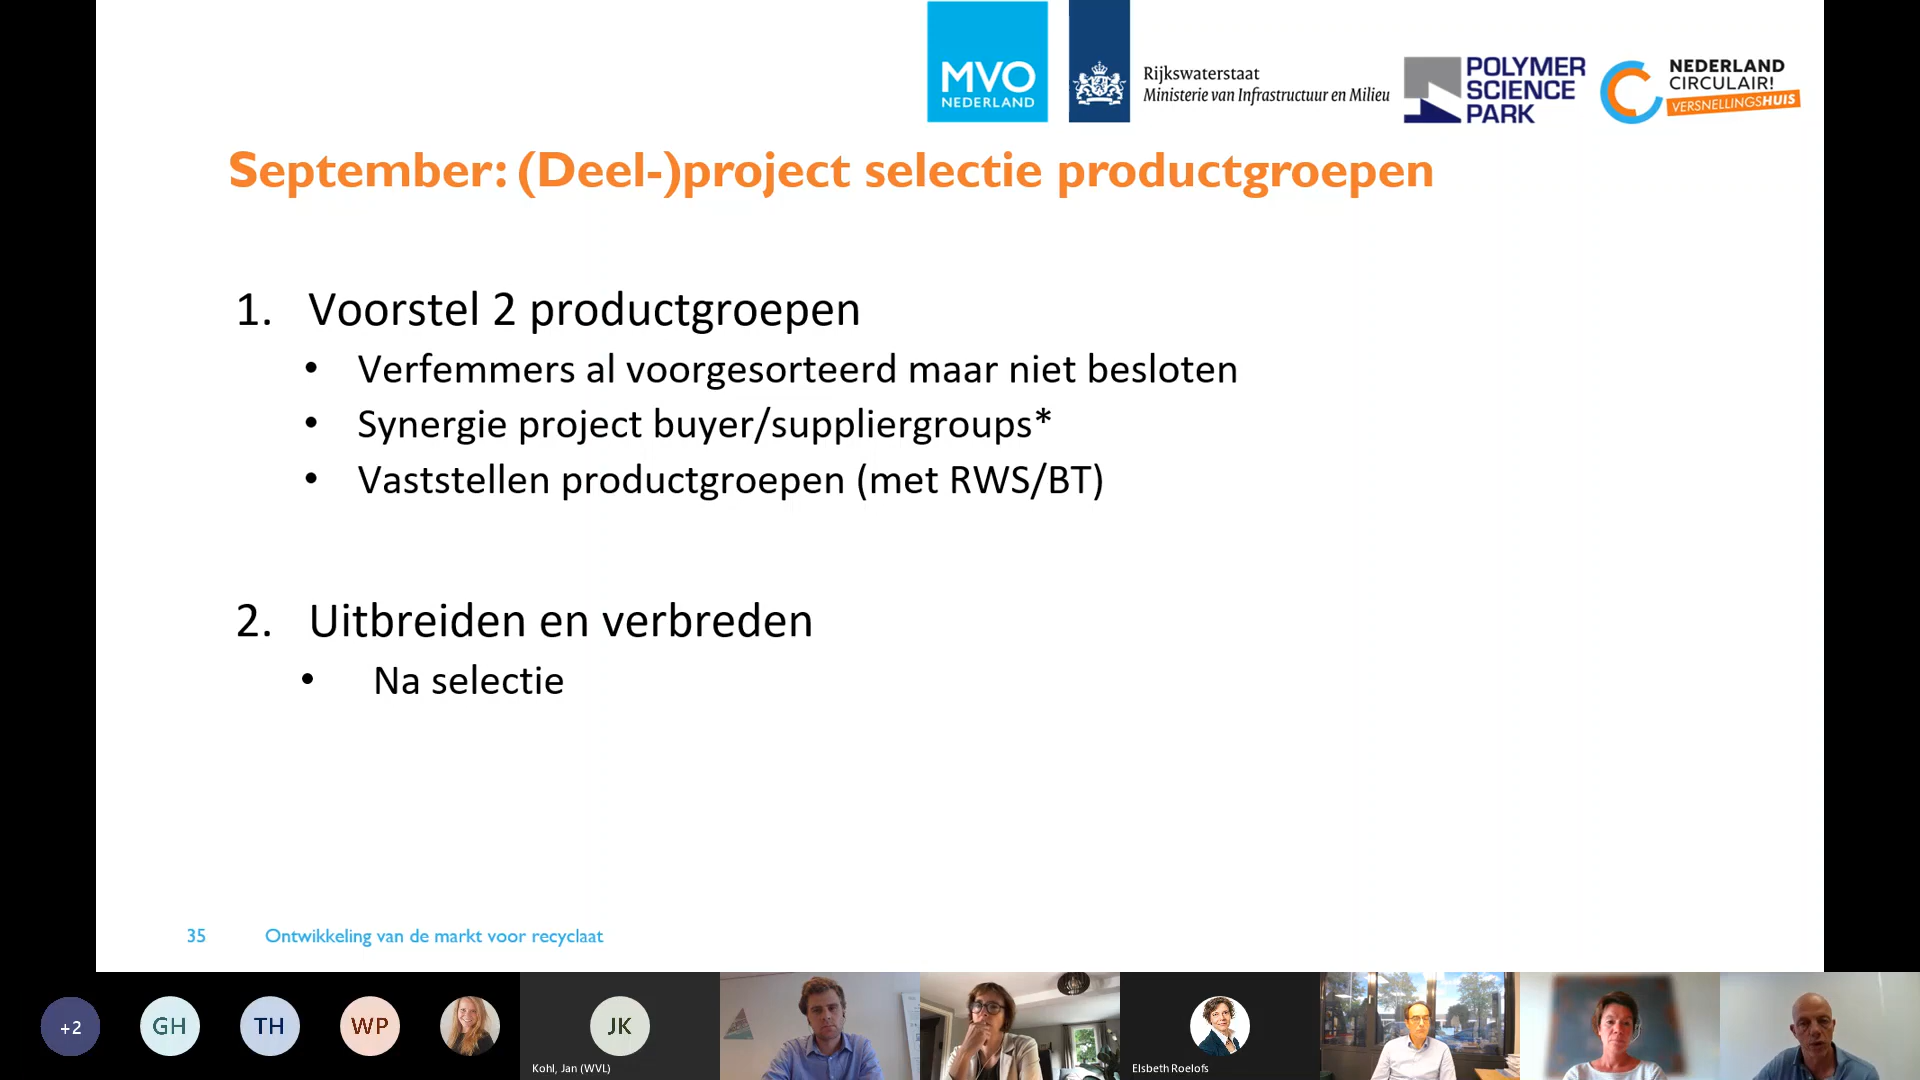 MVO
NEDERLAND
Rijkswaterstaat
Ministerie van Infrastructuur en Milieu
POLYMER
SCIENCE
PARK
NEDERLAND
CIRCULAIR!
VERSNELLINGSHUIS
September: (Deel-)project selectie productgroepen
1. Voorstel 2 productgroepen
• Verfemmers al voorgesorteerd maar niet besloten
• Synergie project buyer/suppliergroups*
• Vaststellen productgroepen (met RWS/BT)
2. Uitbreiden en verbreden
• Na selectie
35 Ontwikkeling van de markt voor recyclaat
+2 GH TH WP JK
Kohl, Jan (WVL)
Elsbeth Roelofs